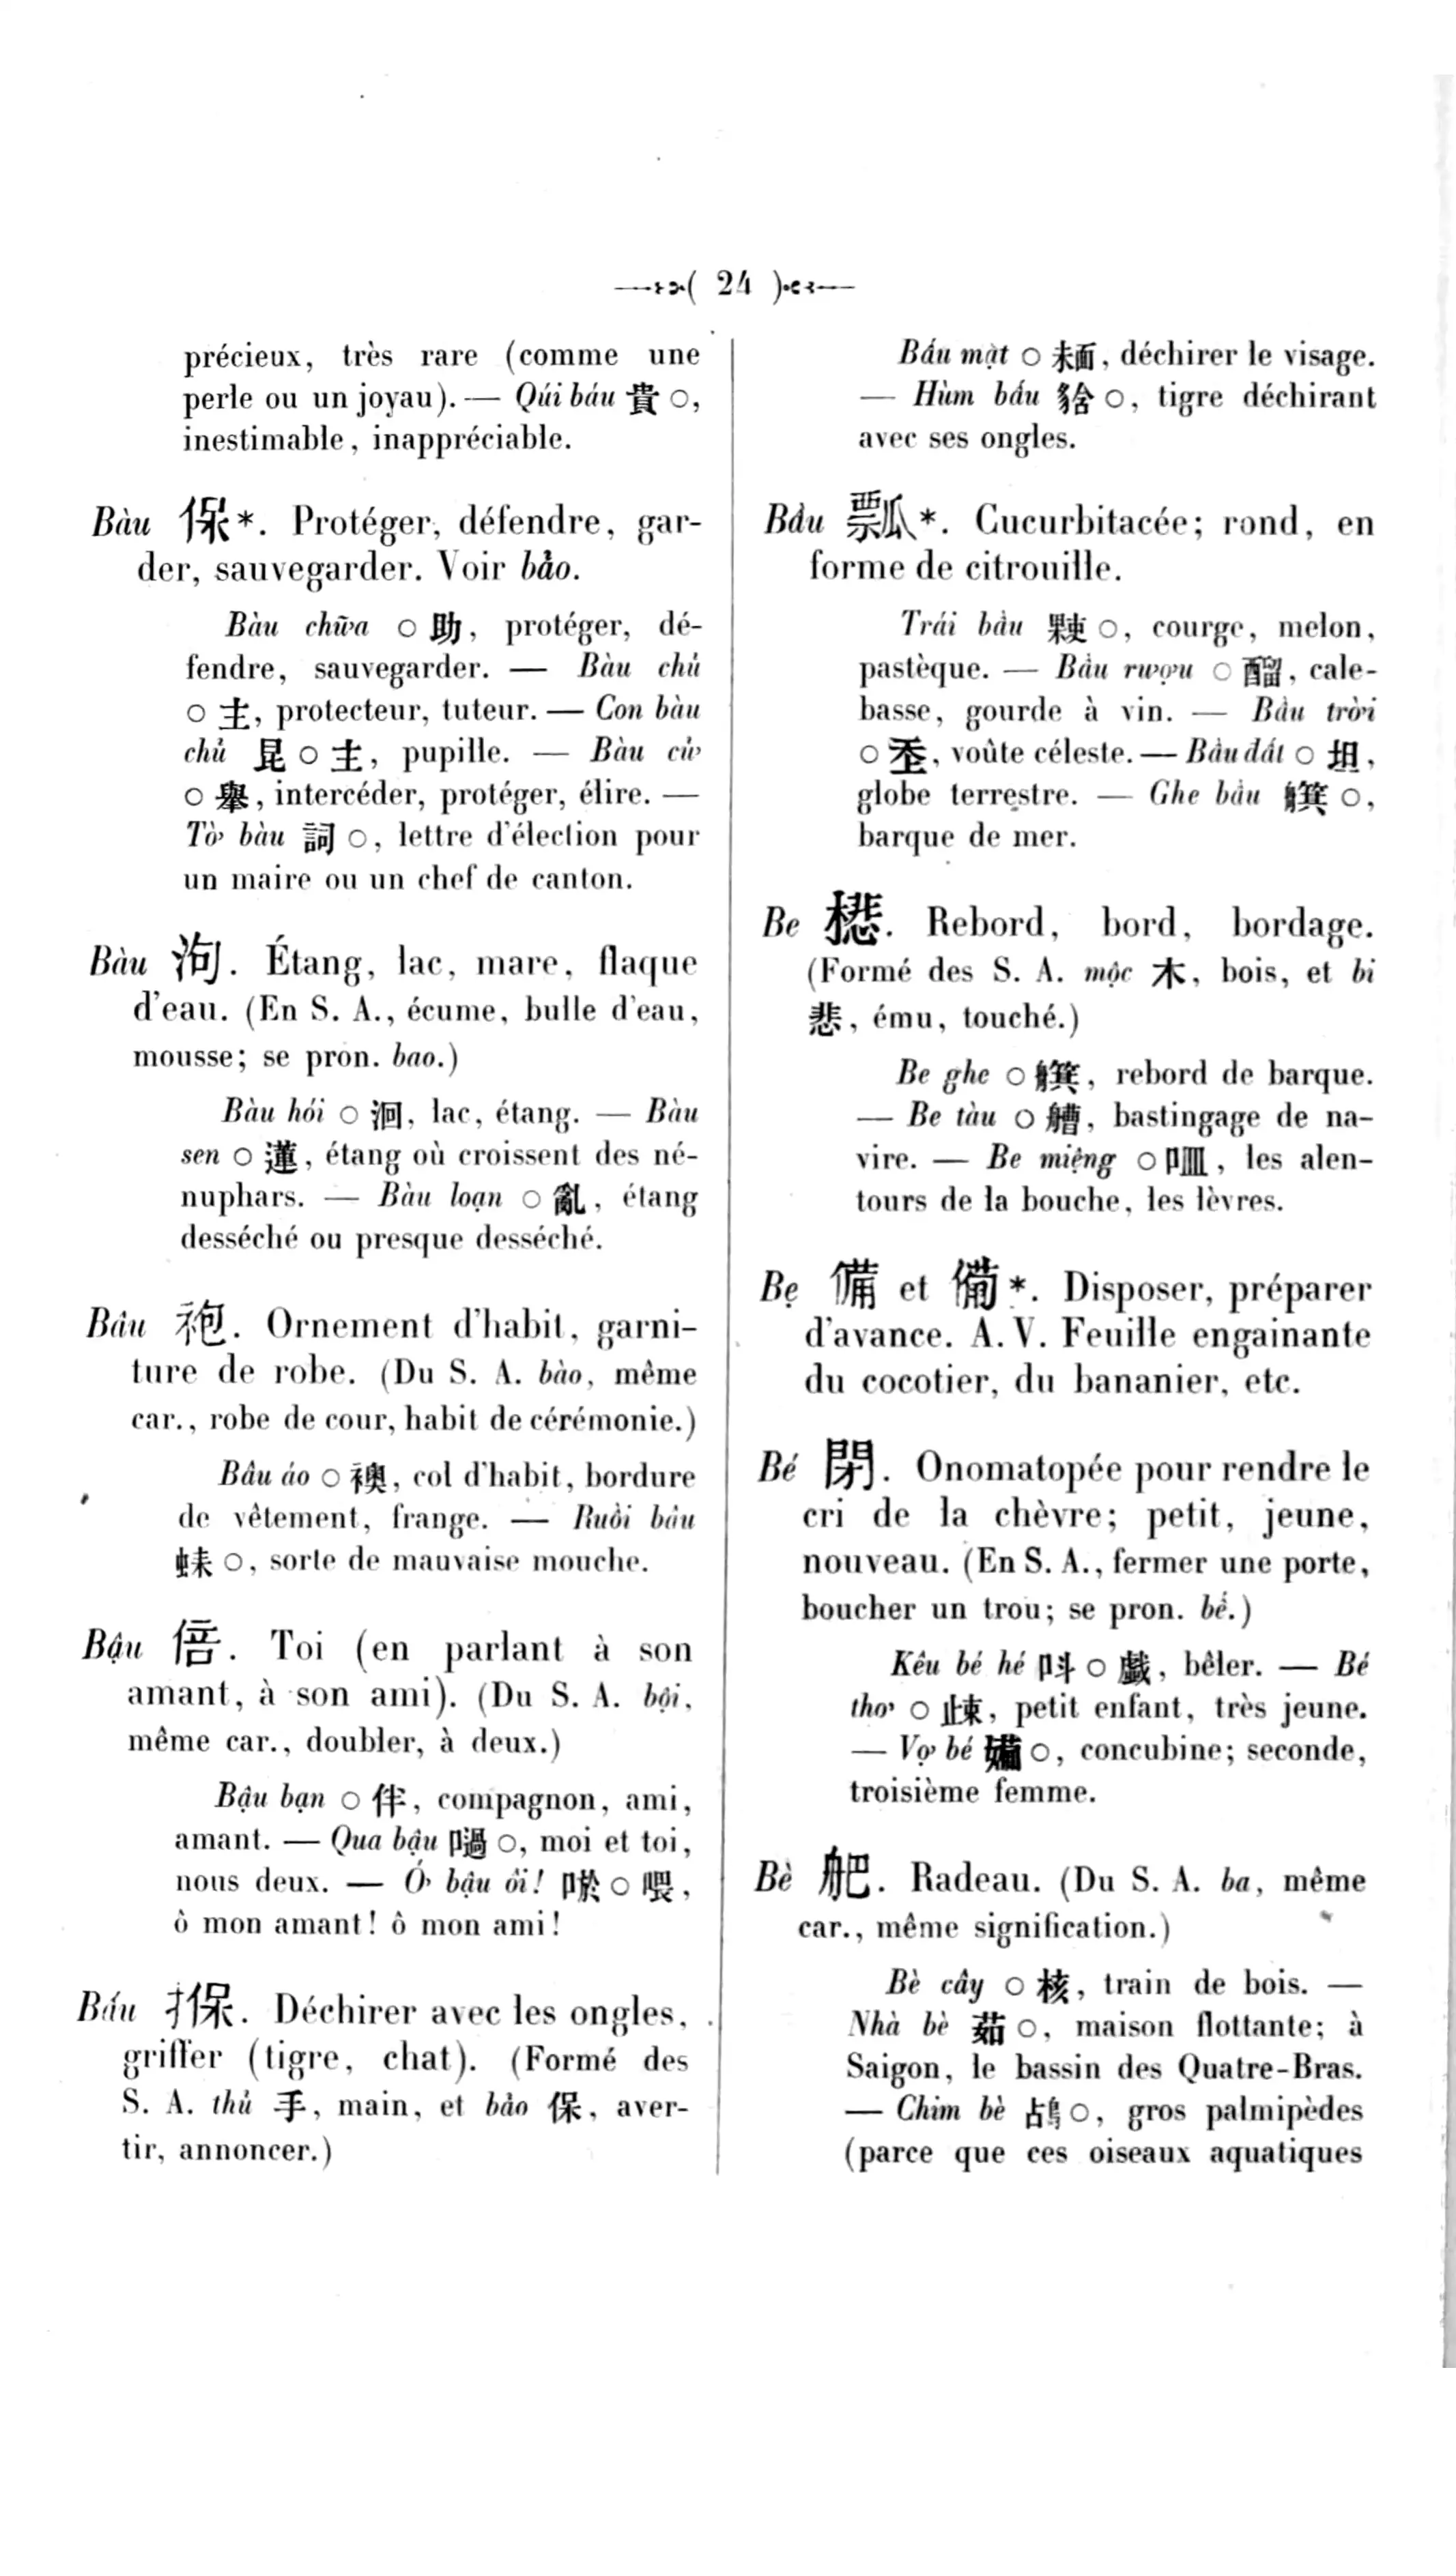 ( 24 )
précieux, très rare (comme une
perle ou un joyau). — Qúi báu 貴 ○,
inestimable, inappréciable.
Bàu 保*. Protéger, défendre, gar-
der, sauvegarder. Voir bảo.
Bàu chữa ○ 助, protéger, dé-
fendre, sauvegarder. — Bàu chủ
○ 主, protecteur, tuteur. — Con bàu
chủ 昆 ○ 主, pupille. — Bàu cử
○ 舉, intercéder, protéger, élire. —
Tờ bàu 詞 ○, lettre d'élection pour
un maire ou un chef de canton.
Bàu 泡. Étang, lac, mare, flaque
d'eau. (En S. A., écume, bulle d'eau,
mousse; se pron. bao.)
Bàu hói ○ 洄, lac, étang. — Bàu
sen ○ 蓮, étang où croissent des né-
nuphars. — Bàu loạn ○ 亂, étang
desséché ou presque desséché.
Bâu 袍. Ornement d'habit, garni-
ture de robe. (Du S. A. bào, même
car., robe de cour, habit de cérémonie.)
Bâu áo ○ 襖, col d'habit, bordure
de vêtement, frange. — Ruồi bâu
○, sorte de mauvaise mouche.
Bậu 倍. Toi (en parlant à son
amant, à son ami). (Du S. A. bội,
même car., doubler, à deux.)
Bậu bạn ○ 伴, compagnon, ami,
amant. — Qua bậu ○, moi et toi,
nous deux. — Ớ bậu ôi! 唹 ○ 喂,
ô mon amant! ô mon ami!
Bấu 㨐. Déchirer avec les ongles,
griffer (tigre, chat). (Formé des
S. A. thủ 手, main, et bảo 保, aver-
tir, annoncer.)
Bấu mặt ○, déchirer le visage.
— Hùm bấu ○, tigre déchirant
avec ses ongles.
Bầu 瓢*. Cucurbitacée; rond, en
forme de citrouille.
Trái bầu ○, courge, melon,
pastèque. — Bầu rượu ○, cale-
basse, gourde à vin. — Bầu trời
○, voûte céleste. — Bầu đất ○ 坦,
globe terrestre. — Ghe bầu ○,
barque de mer.
Be. Rebord, bord, bordage.
(Formé des S. A. mộc 木, bois, et bi
悲, ému, touché.)
Be ghe ○, rebord de barque.
— Be tàu ○ 艚, bastingage de na-
vire. — Be miệng ○, les alen-
tours de la bouche, les lèvres.
Bẹ 備 et 僃*. Disposer, préparer
d'avance. A. V. Feuille engainante
du cocotier, du bananier, etc.
Bé 閉. Onomatopée pour rendre le
cri de la chèvre; petit, jeune,
nouveau. (En S. A., fermer une porte,
boucher un trou; se pron. bế.)
Kêu bé hé 呌 ○ 戲, bêler. — Bé
thơ ○, petit enfant, très jeune.
— Vợ bé ○, concubine; seconde,
troisième femme.
Bè 舥. Radeau. (Du S. A. ba, même
car., même signification.)
Bè cây ○ 核, train de bois. —
Nhà bè 茹 ○, maison flottante; à
Saigon, le bassin des Quatre-Bras.
— Chim bè ○, gros palmipèdes
(parce que ces oiseaux aquatiques